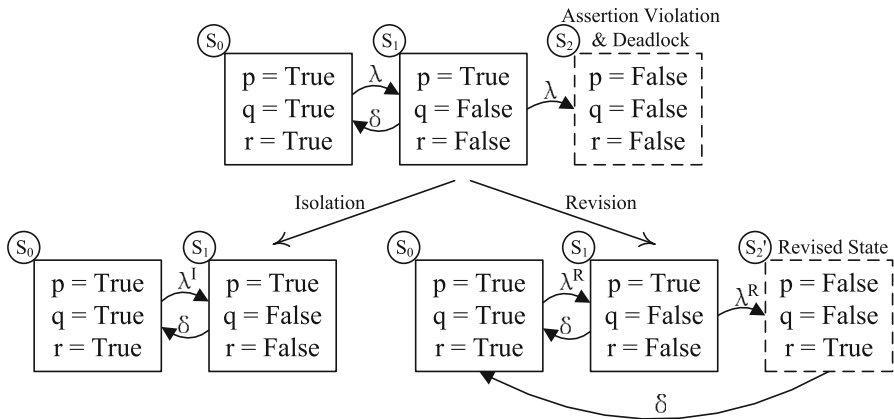 Assertion Violation
& Deadlock
S0 S1 S2
p = True λ p = True p = False
q = True q = False λ q = False
r = True δ r = False r = False
Isolation Revision
S0 S1 S0 S1 S2' Revised State
p = True λI p = True p = True λR p = True p = False
q = True q = False q = True q = False λR q = False
r = True δ r = False r = True δ r = False r = True
δ